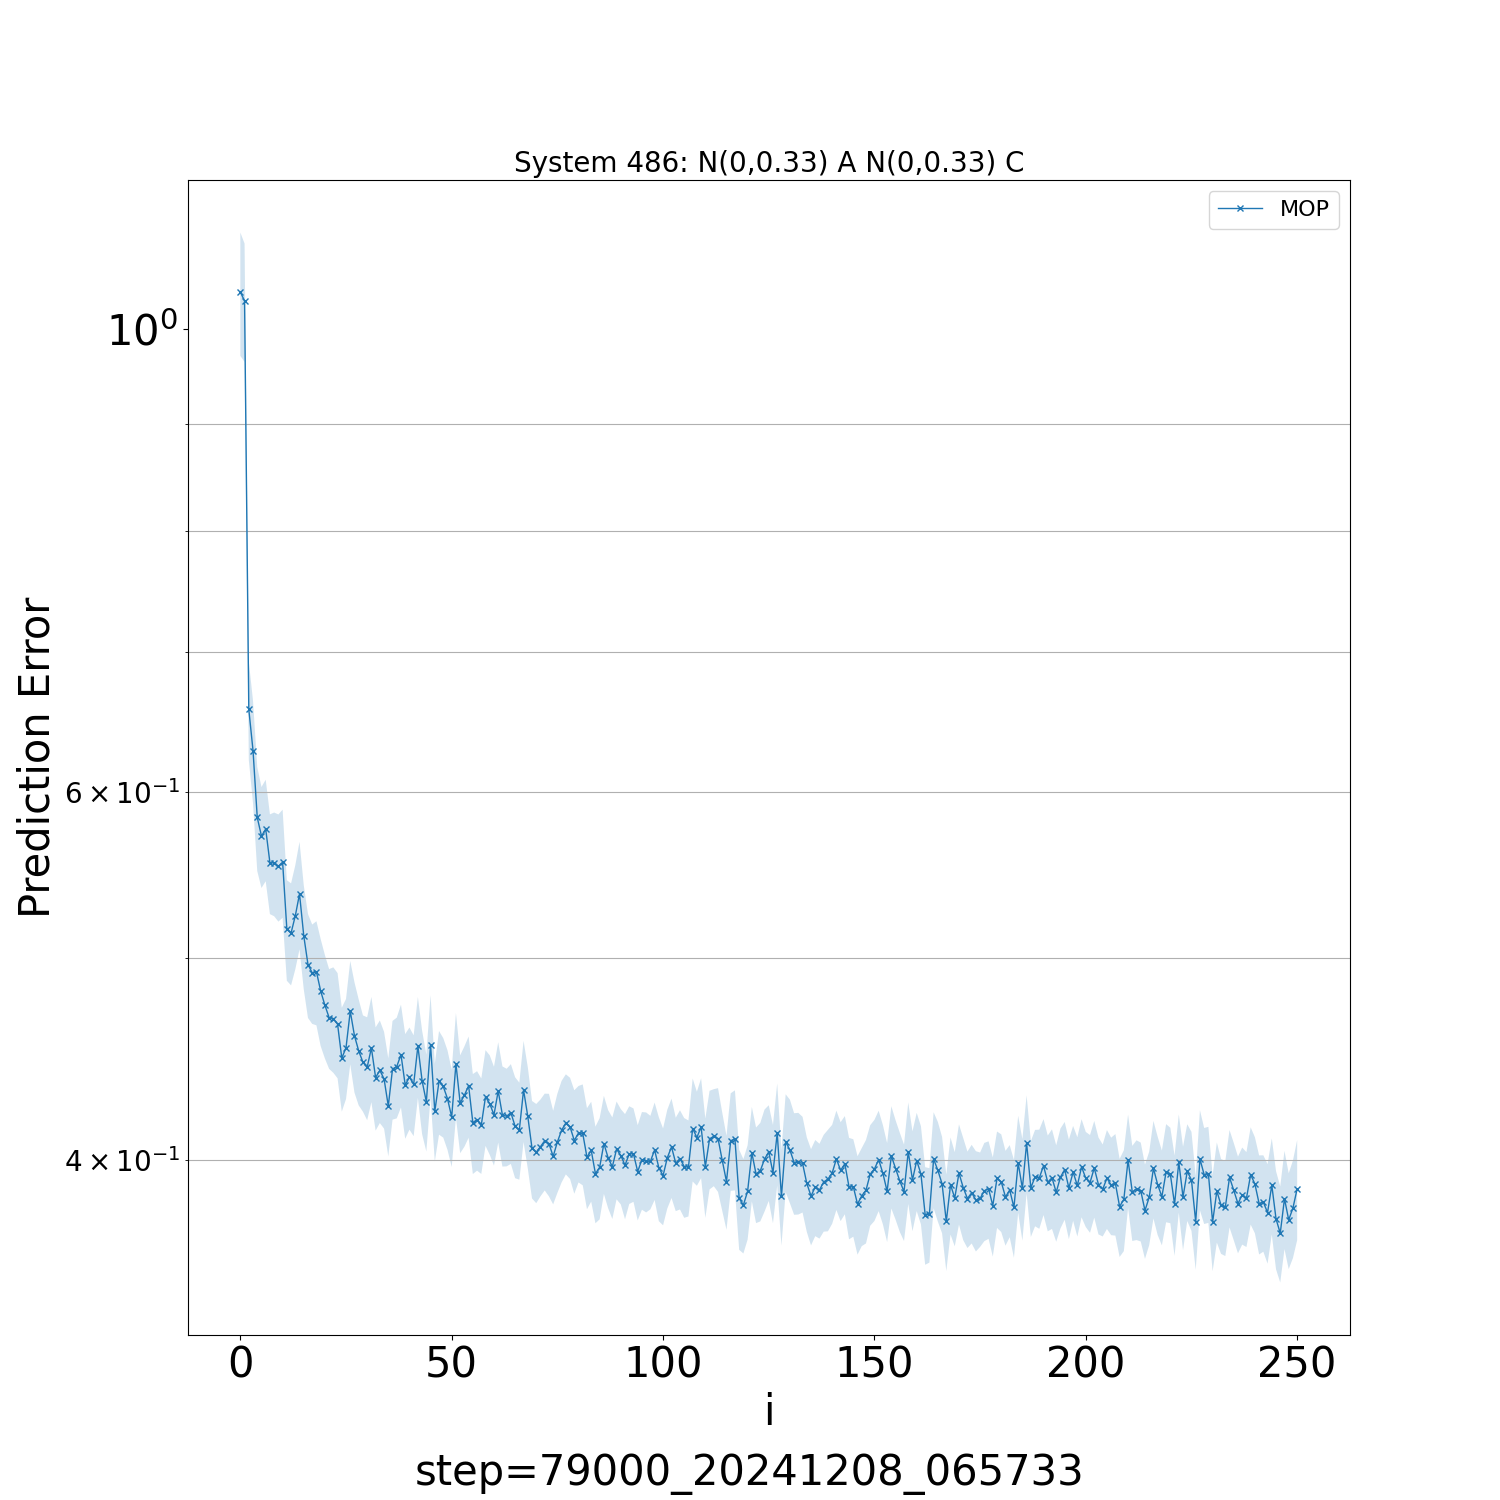 System 486: N(0,0.33) A N(0,0.33) C
MOP
10⁰
6 × 10⁻¹
4 × 10⁻¹
Prediction Error
0 50 100 150 200 250
i
step=79000_20241208_065733